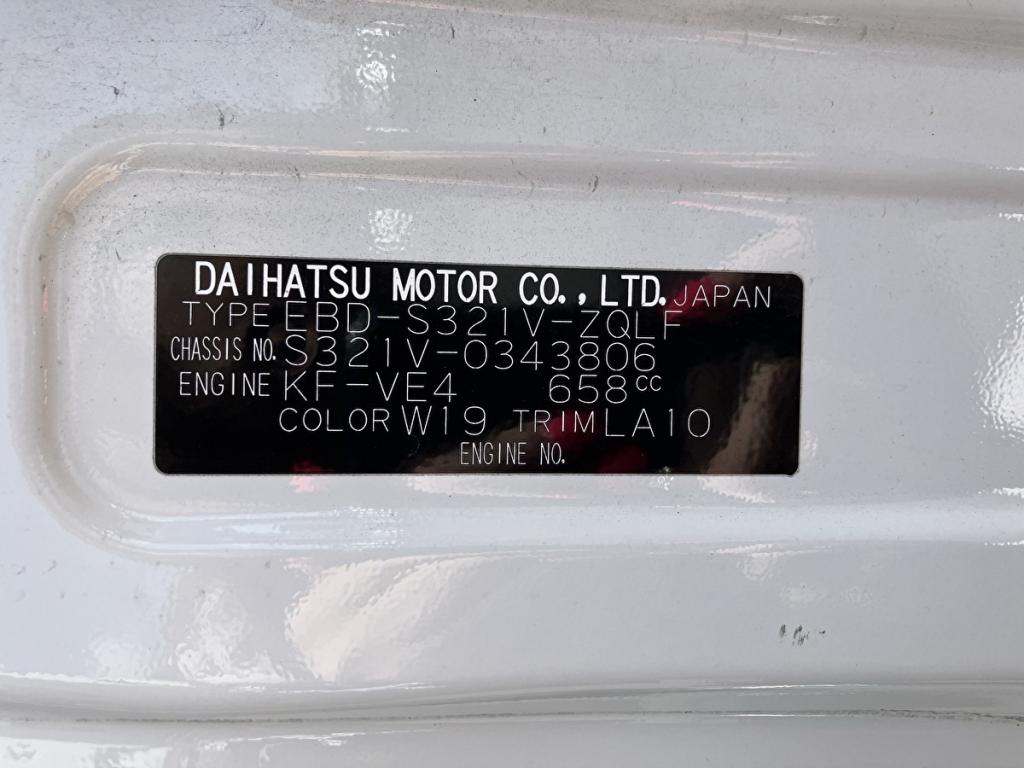 DAIHATSU MOTOR CO., LTD. JAPAN
TYPE EBD-S321V-ZQLF
CHASSIS NO. S321V-0343806
ENGINE KF-VE4 658cc
COLOR W19 TRIM LA10
ENGINE NO.